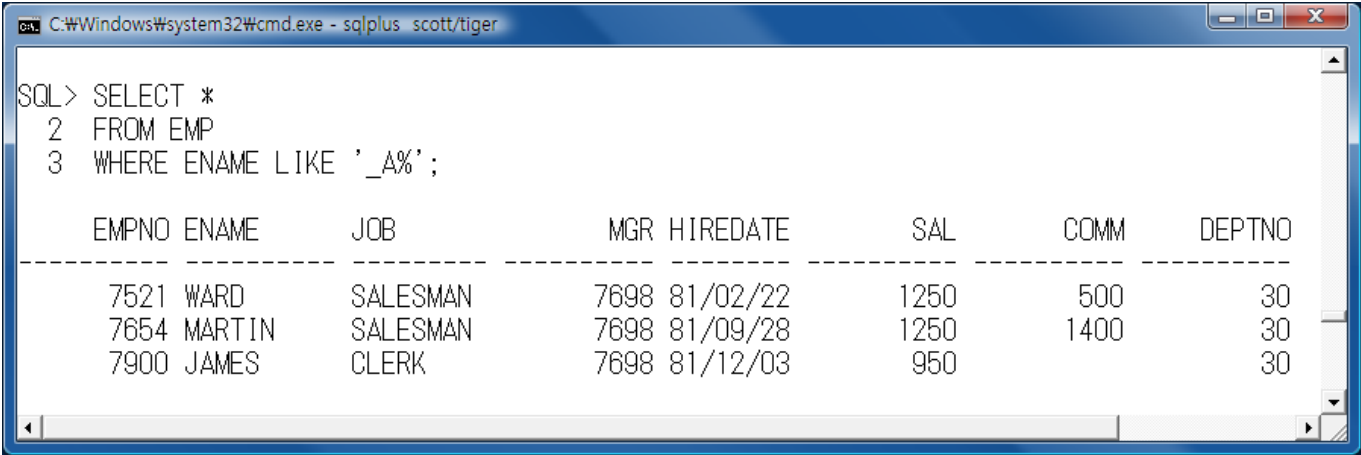 C:\Windows\system32\cmd.exe - sqlplus scott/tiger
SQL> SELECT *
  2  FROM EMP
  3  WHERE ENAME LIKE '_A%';
     EMPNO ENAME      JOB              MGR HIREDATE        SAL       COMM     DEPTNO
---------- ---------- --------- ---------- -------- ---------- ---------- ----------
      7521 WARD       SALESMAN        7698 81/02/22       1250        500         30
      7654 MARTIN     SALESMAN        7698 81/09/28       1250       1400         30
      7900 JAMES      CLERK           7698 81/12/03        950                    30